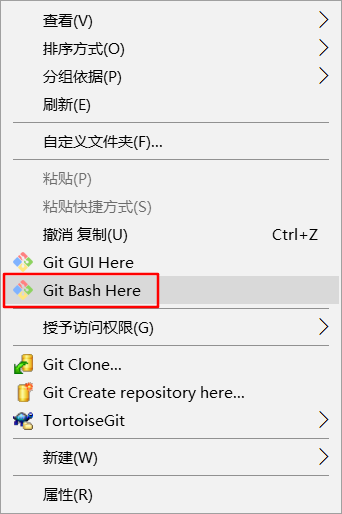 查看(V)
排序方式(O)
分组依据(P)
刷新(E)
自定义文件夹(F)...
粘贴(P)
粘贴快捷方式(S)
撤消 复制(U) Ctrl+Z
Git GUI Here
Git Bash Here
授予访问权限(G)
Git Clone...
Git Create repository here...
TortoiseGit
新建(W)
属性(R)